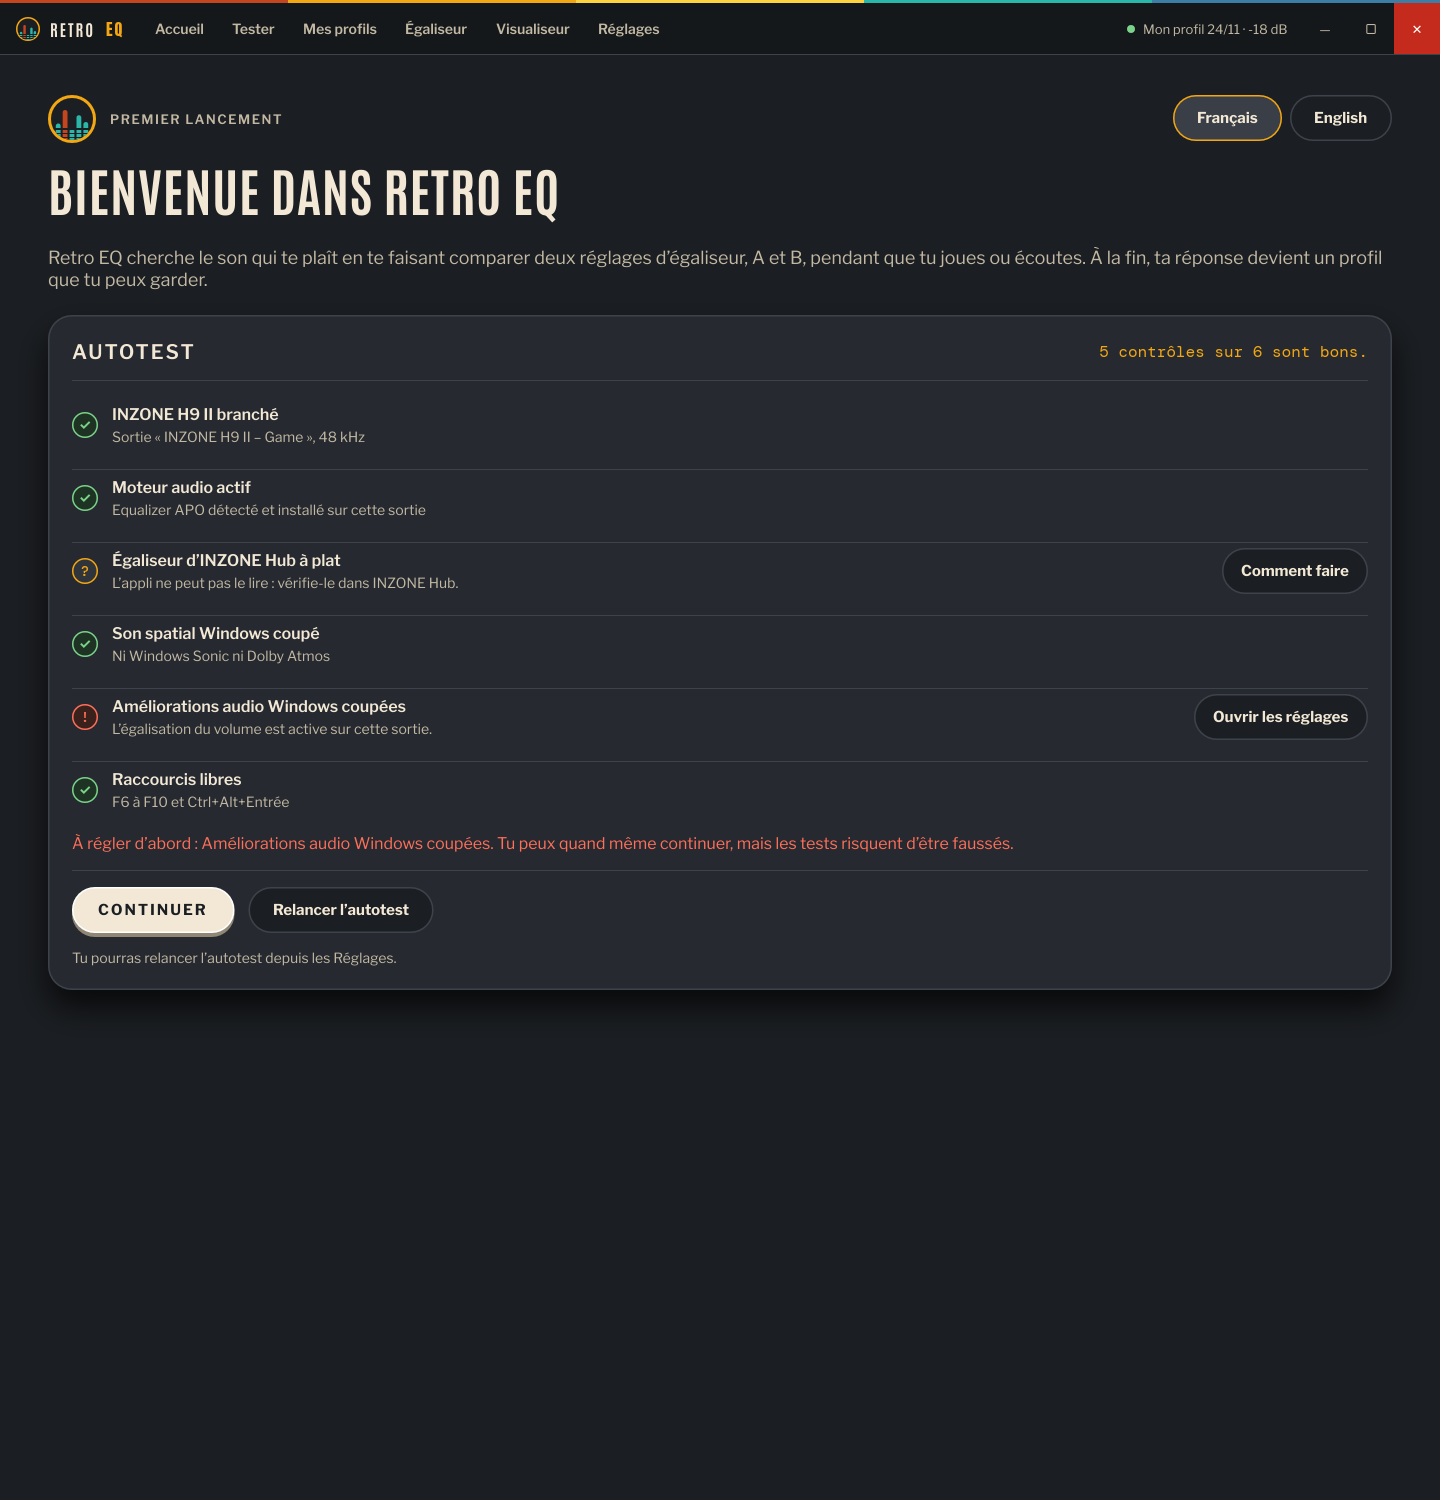 RETRO EQ Accueil Tester Mes profils Égaliseur Visualiseur Réglages Mon profil 24/11 · -18 dB
PREMIER LANCEMENT Français English
BIENVENUE DANS RETRO EQ
Retro EQ cherche le son qui te plaît en te faisant comparer deux réglages d’égaliseur, A et B, pendant que tu joues ou écoutes. À la fin, ta réponse devient un profil
que tu peux garder.
AUTOTEST 5 contrôles sur 6 sont bons.
INZONE H9 II branché
Sortie « INZONE H9 II – Game », 48 kHz
Moteur audio actif
Equalizer APO détecté et installé sur cette sortie
? Égaliseur d’INZONE Hub à plat
L’appli ne peut pas le lire : vérifie-le dans INZONE Hub.
Comment faire
Son spatial Windows coupé
Ni Windows Sonic ni Dolby Atmos
! Améliorations audio Windows coupées
L’égalisation du volume est active sur cette sortie.
Ouvrir les réglages
Raccourcis libres
F6 à F10 et Ctrl+Alt+Entrée
À régler d’abord : Améliorations audio Windows coupées. Tu peux quand même continuer, mais les tests risquent d’être faussés.
CONTINUER Relancer l’autotest
Tu pourras relancer l’autotest depuis les Réglages.